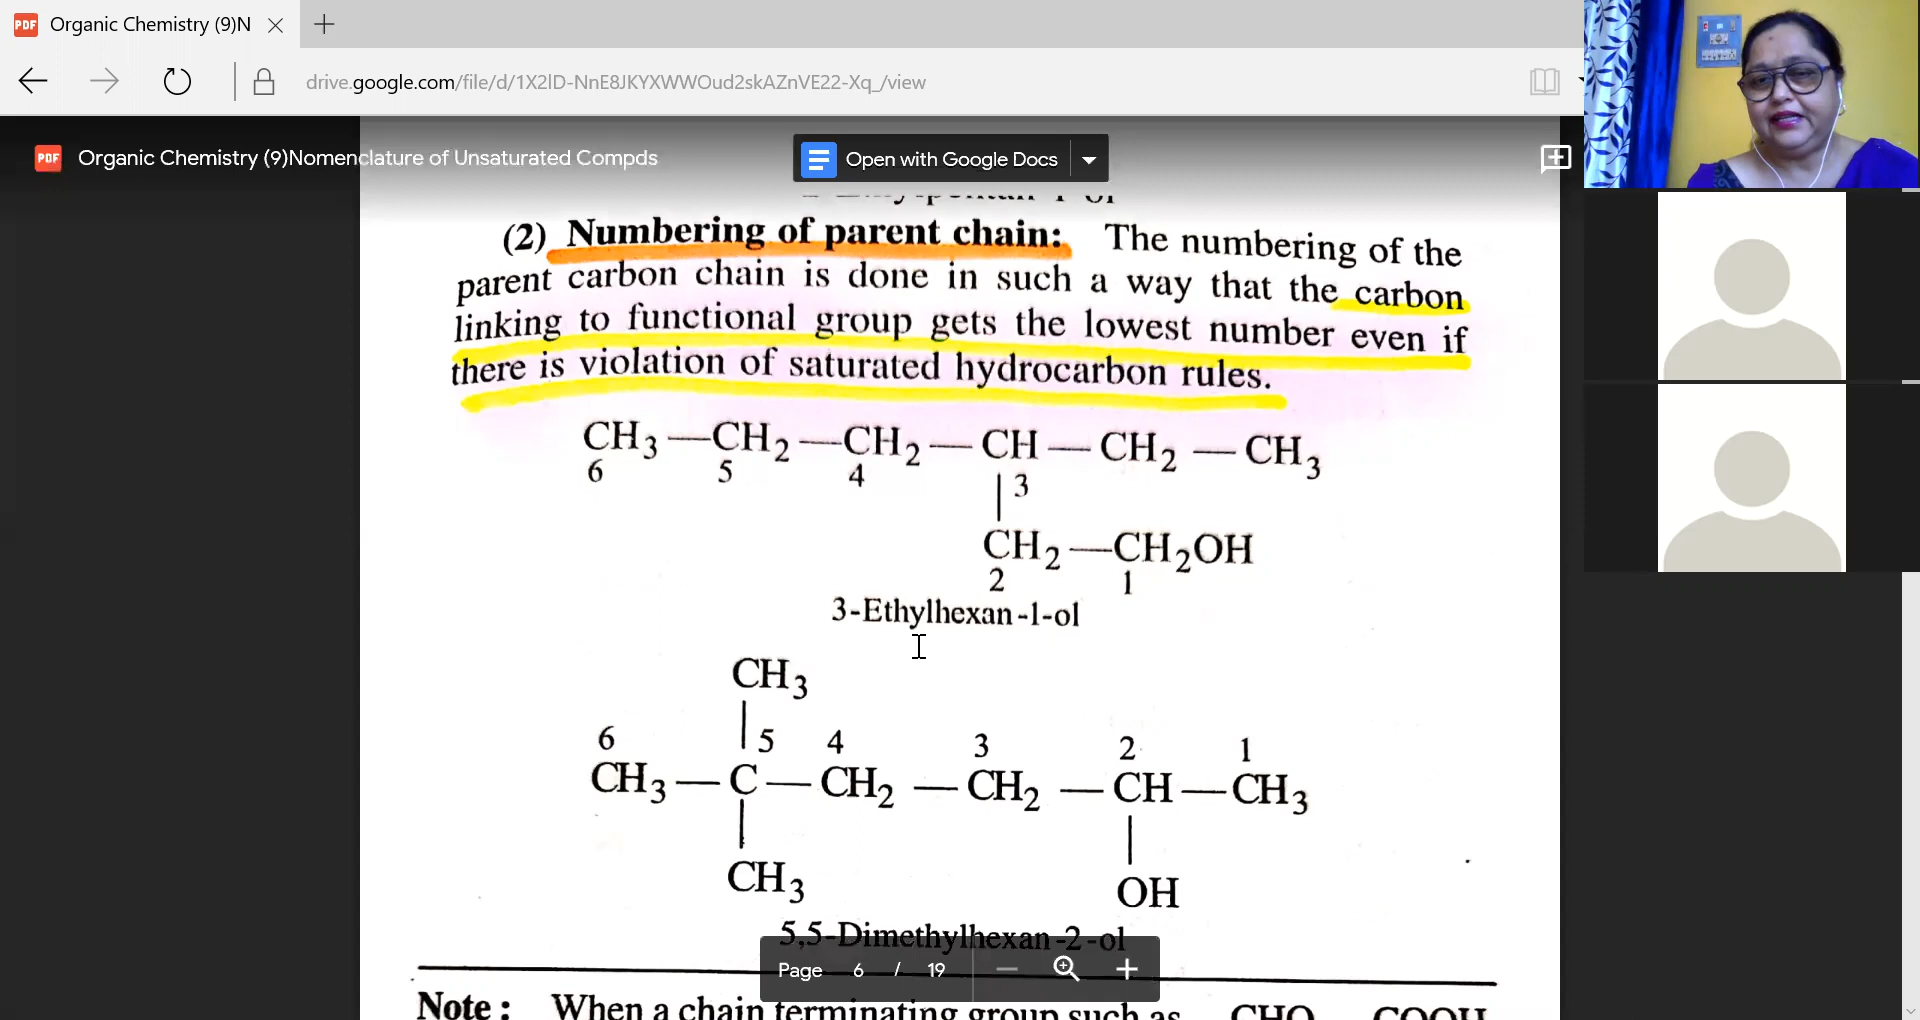 PDF Organic Chemistry (9)N
drive.google.com/file/d/1X2lD-NnE8JKYXWWOud2skAZnVE22-Xq_/view
PDF Organic Chemistry (9)Nomenclature of Unsaturated Compds
Open with Google Docs
(2) Numbering of parent chain: The numbering of the
parent carbon chain is done in such a way that the carbon
linking to functional group gets the lowest number even if
there is violation of saturated hydrocarbon rules.
CH3 — CH2 — CH2 — CH — CH2 — CH3
6 5 4 | 3
CH2 — CH2OH
2 1
3-Ethylhexan-1-ol
CH3
6 | 5 4 3 2 1
CH3 — C — CH2 — CH2 — CH — CH3
| |
CH3 OH
5,5-Dimethylhexan-2-ol
Page 6 / 19
Note : When a chain terminating group such as CHO COOH